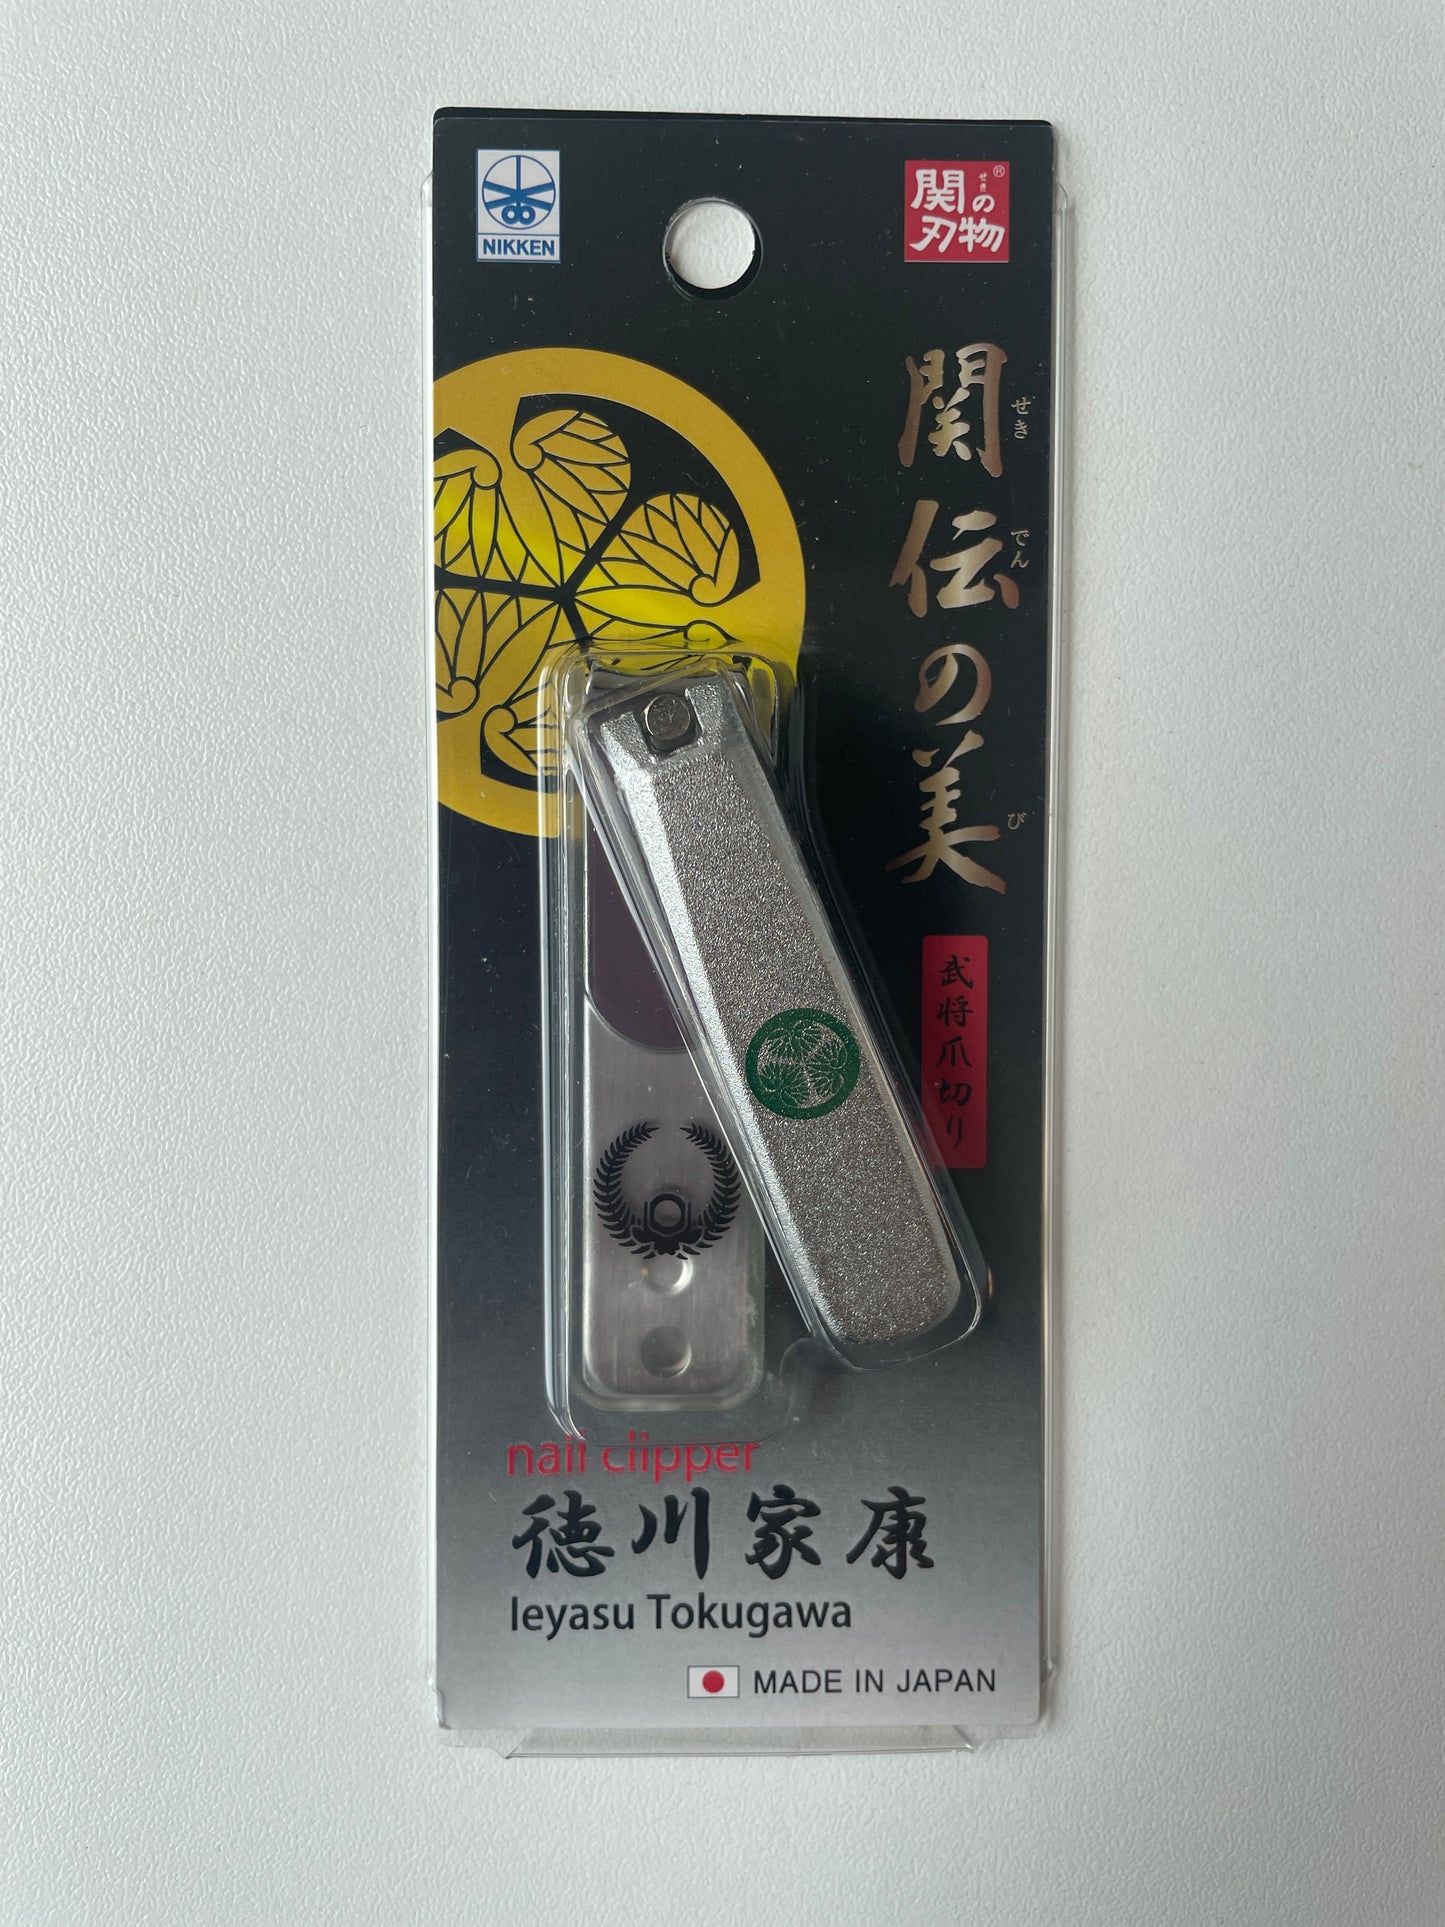 NIKKEN
関の刃物
せき
®
関伝の美
せき
でん
び
武将爪切り
nail clipper
徳川家康
Ieyasu Tokugawa
MADE IN JAPAN